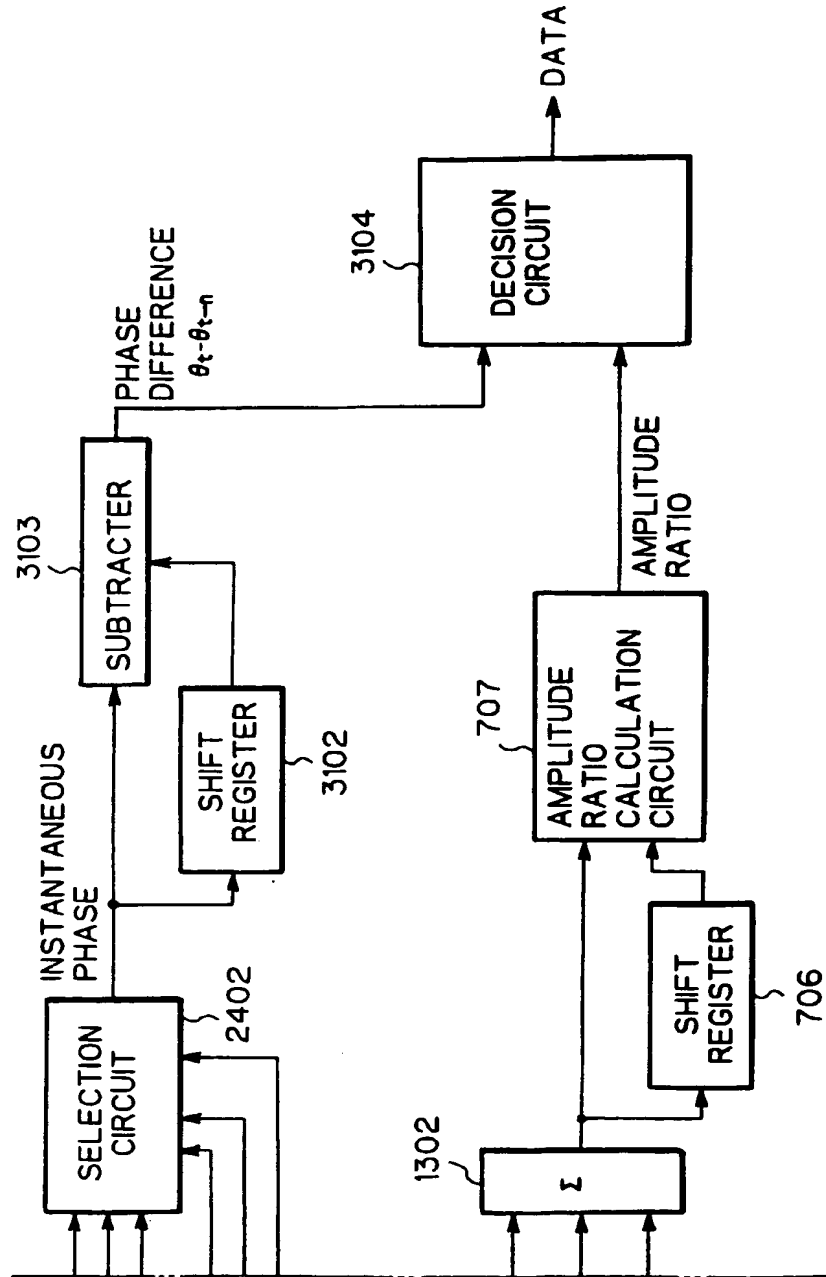 INSTANTANEOUS
PHASE
SELECTION
CIRCUIT
2402
SHIFT
REGISTER
3102
SUBTRACTER
3103
PHASE
DIFFERENCE
θt-θt-n
3104
DECISION
CIRCUIT
DATA
1302
Σ
SHIFT
REGISTER
706
707
AMPLITUDE
RATIO
CALCULATION
CIRCUIT
AMPLITUDE
RATIO